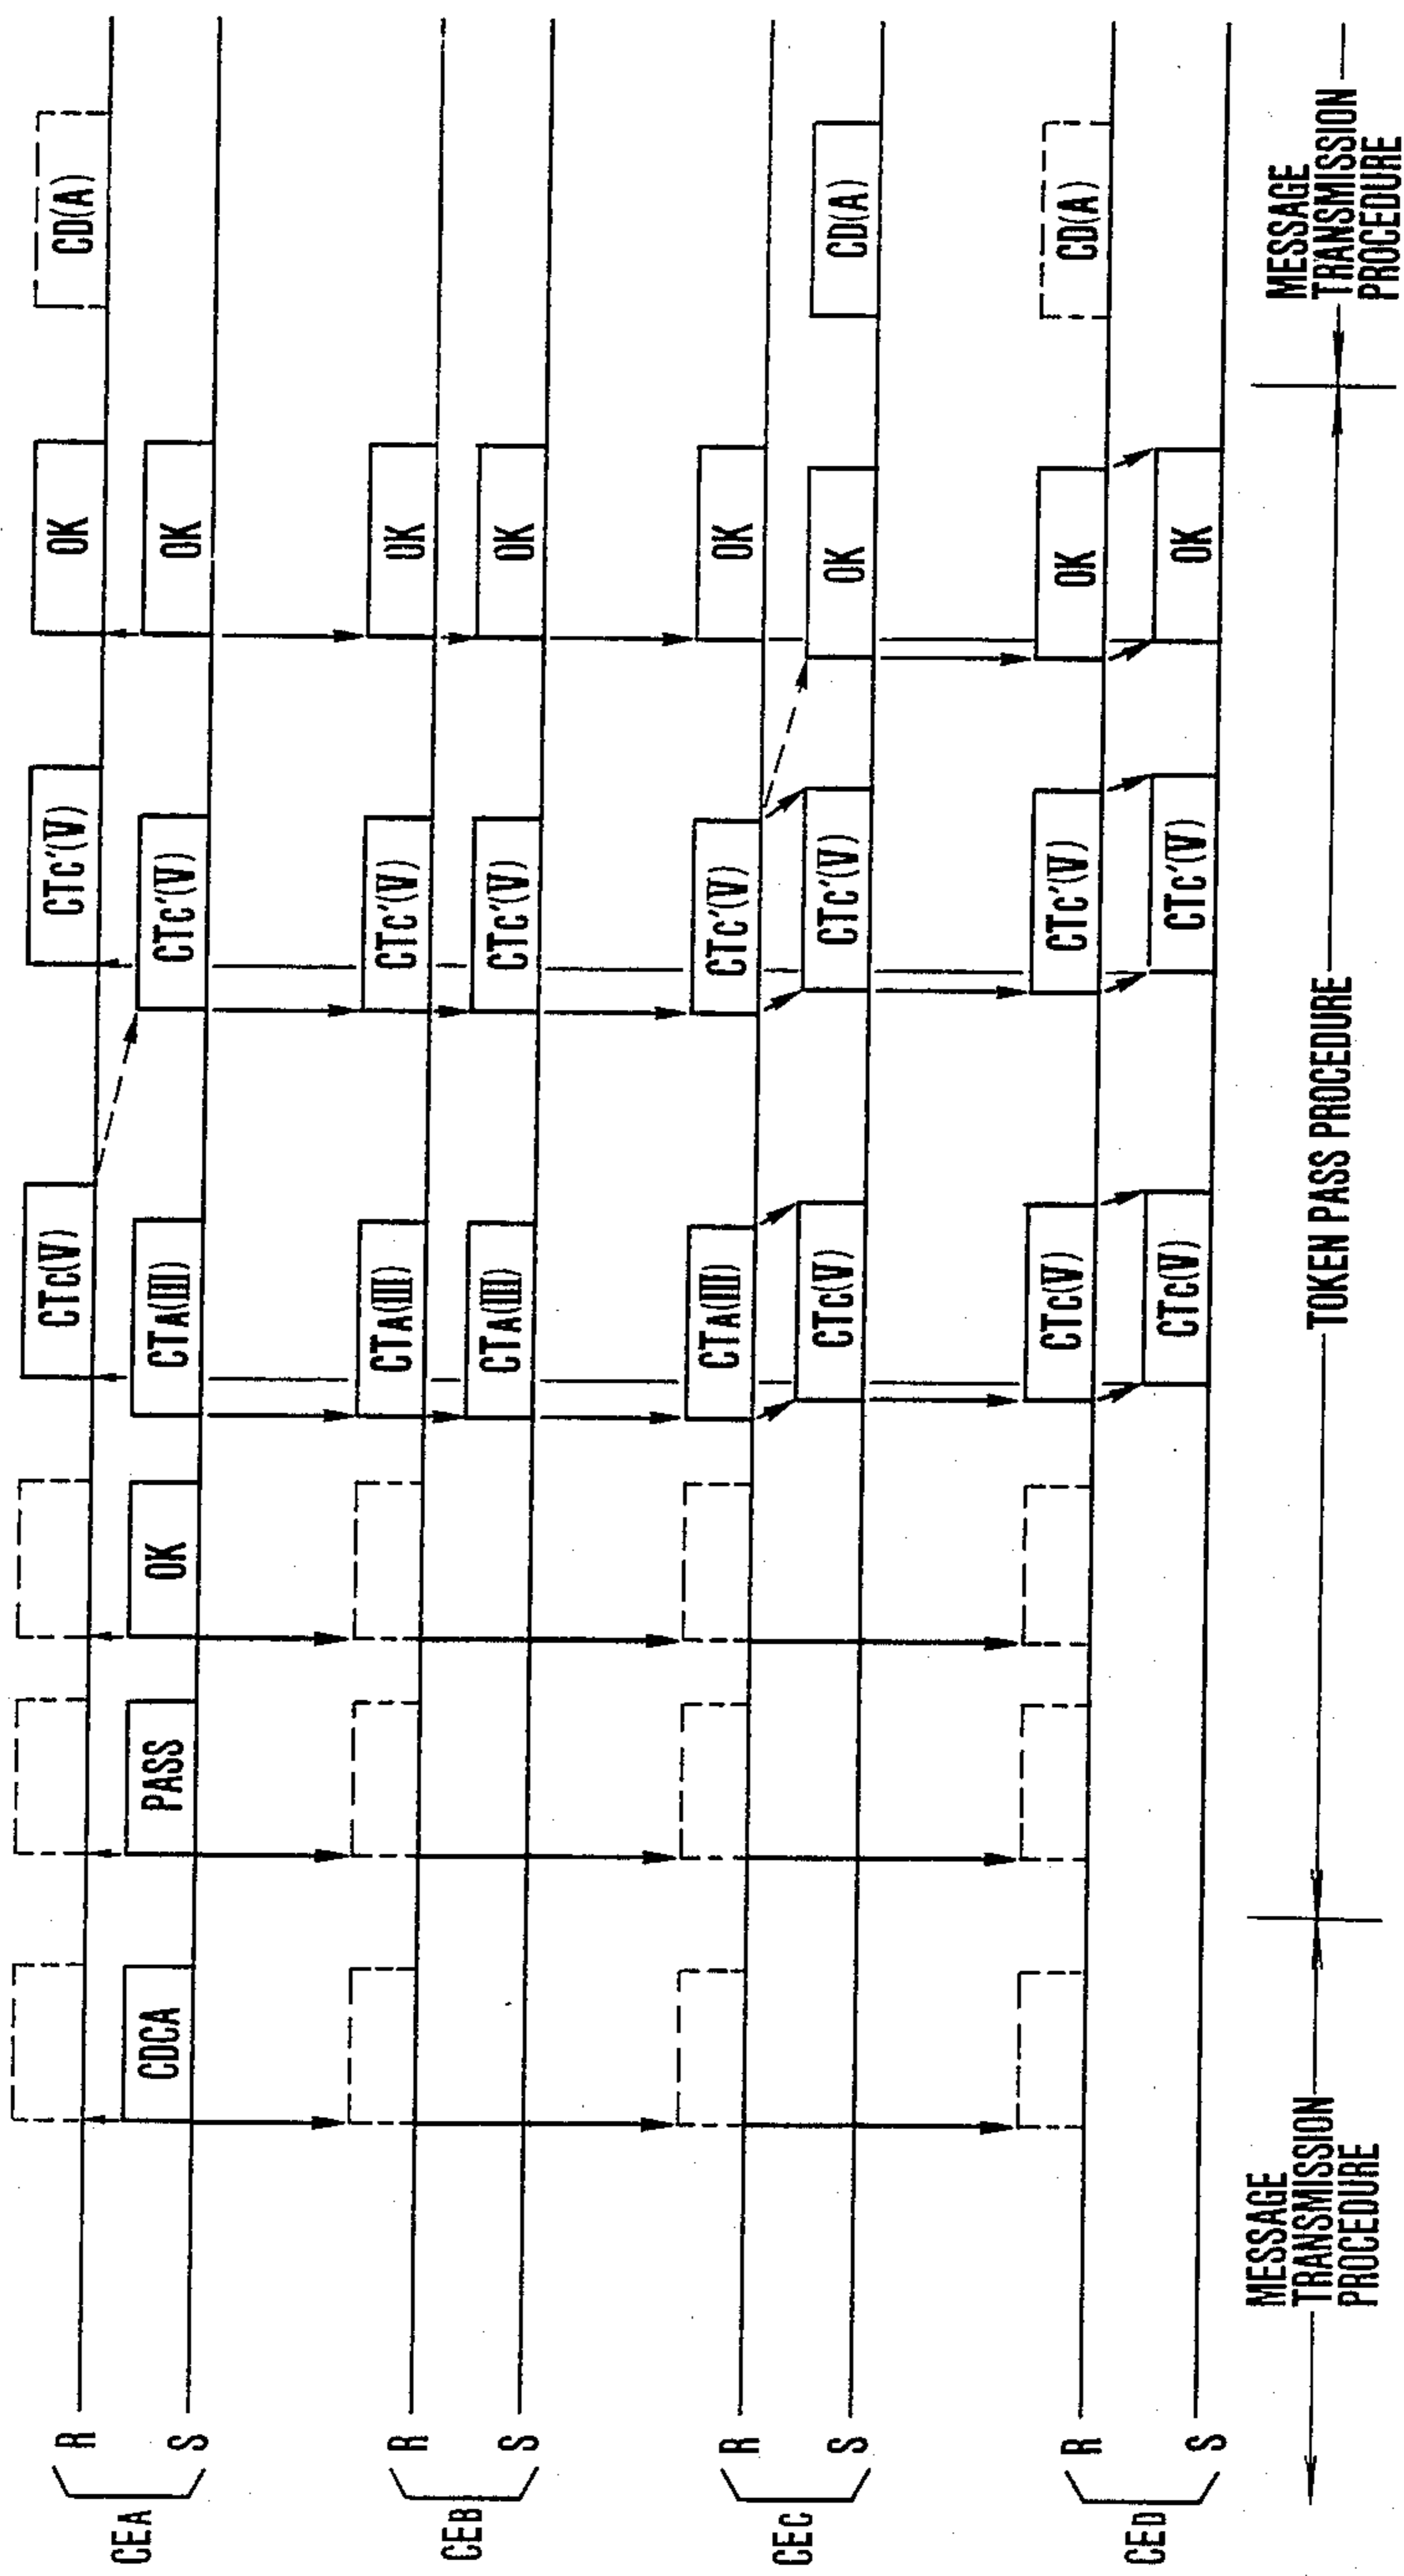 CEA
R
CTC(V)
CTC'(V)
OK
CD(A)
S
CDCA
PASS
OK
CTA(III)
CTC'(V)
OK
CEB
R
CTA(III)
CTC'(V)
OK
S
CTA(III)
CTC'(V)
OK
CEC
R
CTA(III)
CTC'(V)
OK
S
CTC(V)
CTC'(V)
OK
CD(A)
CED
R
CTC(V)
CTC'(V)
OK
CD(A)
S
CTC(V)
CTC'(V)
OK
MESSAGE
TRANSMISSION
PROCEDURE
TOKEN PASS PROCEDURE
MESSAGE
TRANSMISSION
PROCEDURE